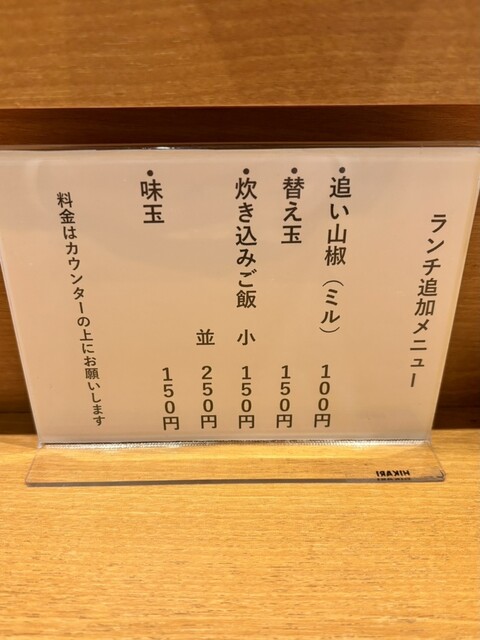 ランチ追加メニュー
・追い山椒（ミル） 100円
・替え玉 150円
・炊き込みご飯 小 150円
並 250円
・味玉 150円
料金はカウンターの上にお願いします
HIKARI